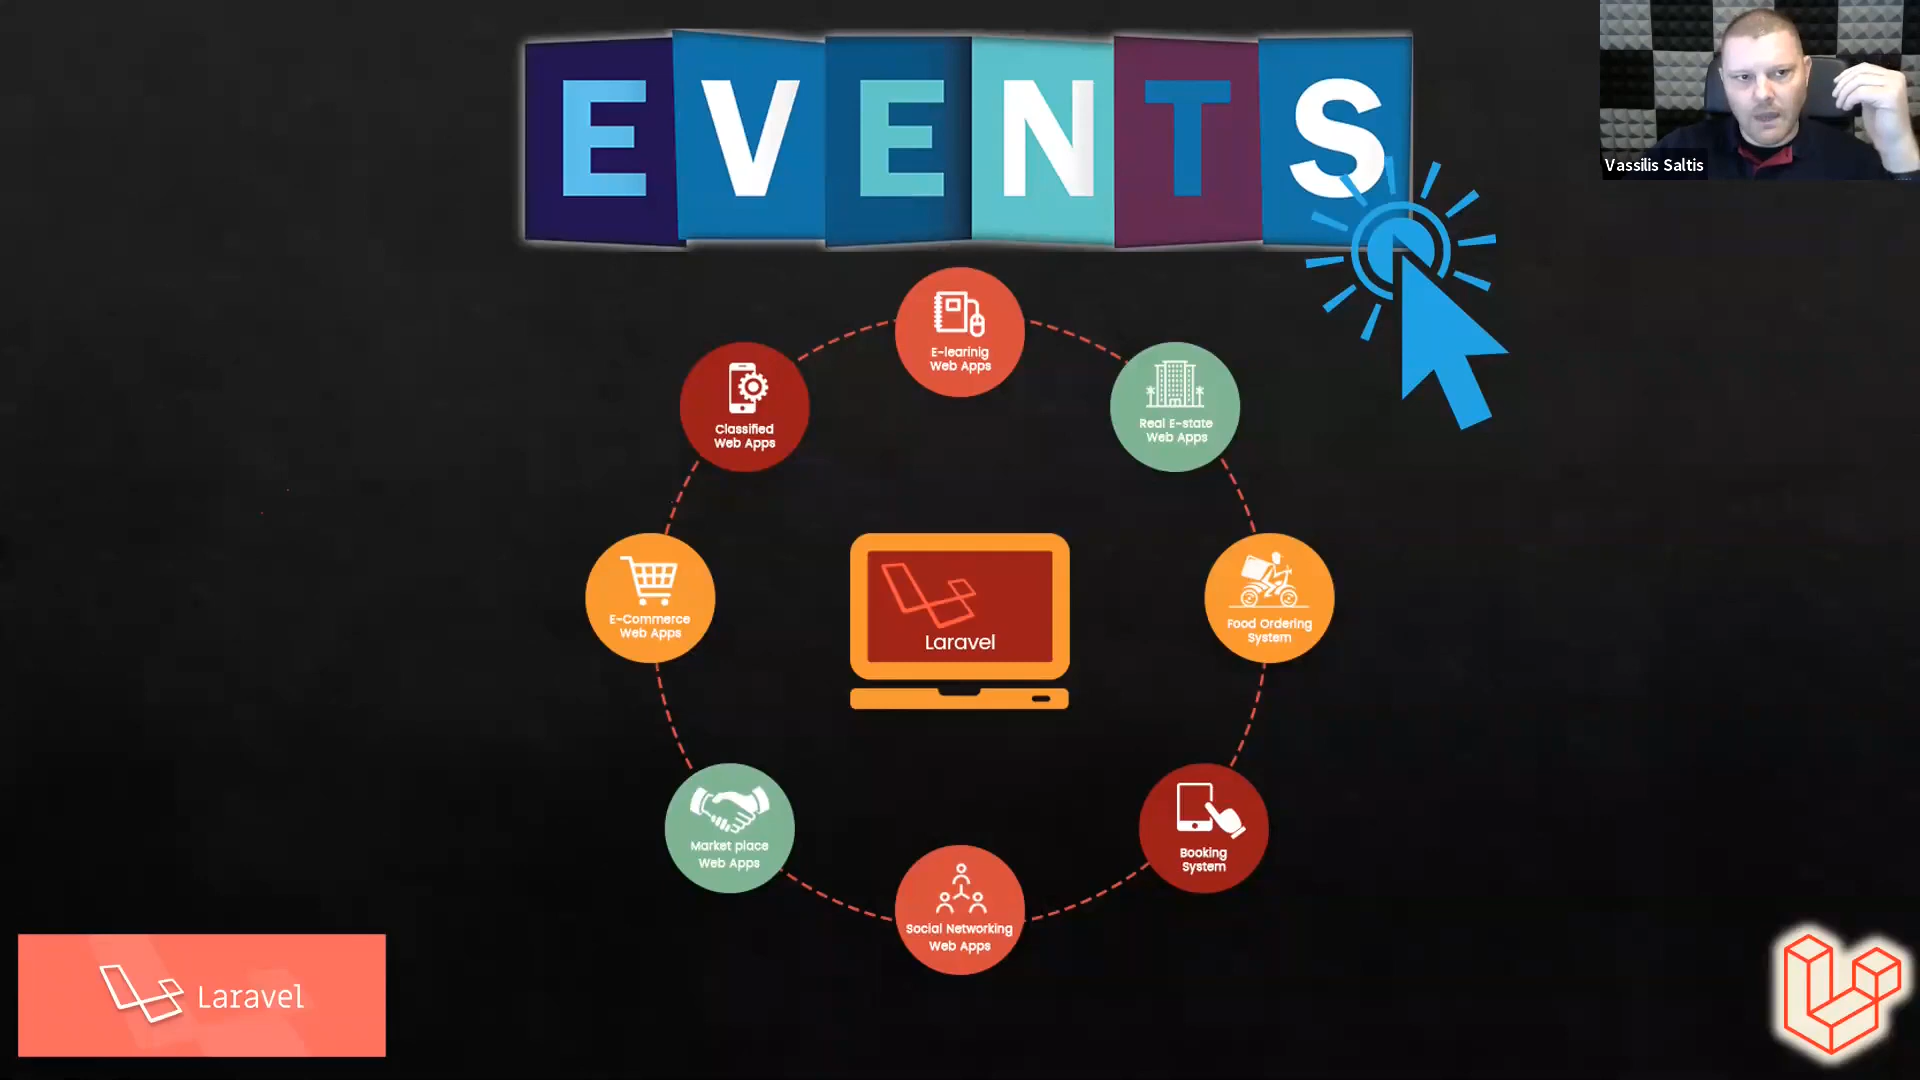 EVENTS
Vassilis Saltis
E-learinig
Web Apps
Classified
Web Apps
Real E-state
Web Apps
E-Commerce
Web Apps
Laravel
Food Ordering
System
Market place
Web Apps
Booking
System
Social Networking
Web Apps
Laravel